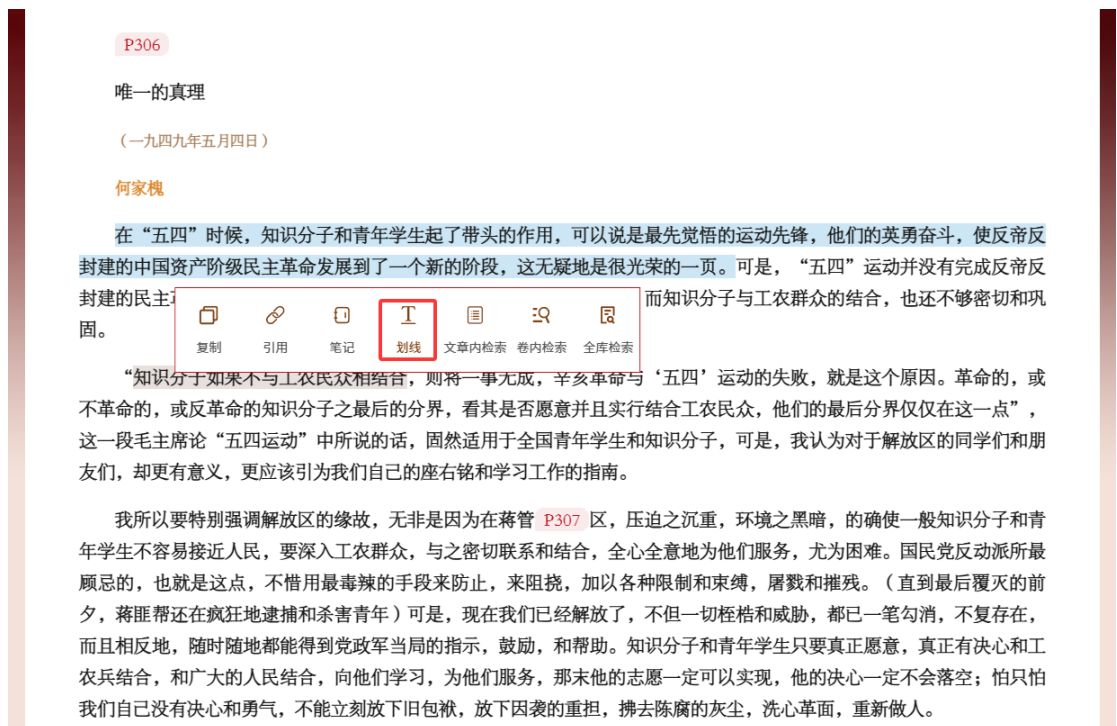 P306
唯一的真理
（一九四九年五月四日）
何家槐
在“五四”时候，知识分子和青年学生起了带头的作用，可以说是最先觉悟的运动先锋，他们的英勇奋斗，使反帝反
封建的中国资产阶级民主革命发展到了一个新的阶段，这无疑地是很光荣的一页。可是，“五四”运动并没有完成反帝反
封建的民主
而知识分子与工农群众的结合，也还不够密切和巩
固。
复制 引用 笔记 划线 文章内检索 卷内检索 全库检索
“知识分子如果不与工农民众相结合，则将一事无成，辛亥革命与‘五四’运动的失败，就是这个原因。革命的，或
不革命的，或反革命的知识分子之最后的分界，看其是否愿意并且实行结合工农民众，他们的最后分界仅仅在这一点”，
这一段毛主席论“五四运动”中所说的话，固然适用于全国青年学生和知识分子，可是，我认为对于解放区的同学们和朋
友们，却更有意义，更应该引为我们自己的座右铭和学习工作的指南。
我所以要特别强调解放区的缘故，无非是因为在蒋管 P307 区，压迫之沉重，环境之黑暗，的确使一般知识分子和青
年学生不容易接近人民，要深入工农群众，与之密切联系和结合，全心全意地为他们服务，尤为困难。国民党反动派所最
顾忌的，也就是这点，不惜用最毒辣的手段来防止，来阻挠，加以各种限制和束缚，屠戮和摧残。（直到最后覆灭的前
夕，蒋匪帮还在疯狂地逮捕和杀害青年）可是，现在我们已经解放了，不但一切桎梏和威胁，都已一笔勾消，不复存在，
而且相反地，随时随地都能得到党政军当局的指示，鼓励，和帮助。知识分子和青年学生只要真正愿意，真正有决心和工
农兵结合，和广大的人民结合，向他们学习，为他们服务，那末他的志愿一定可以实现，他的决心一定不会落空；怕只怕
我们自己没有决心和勇气，不能立刻放下旧包袱，放下因袭的重担，拂去陈腐的灰尘，洗心革面，重新做人。